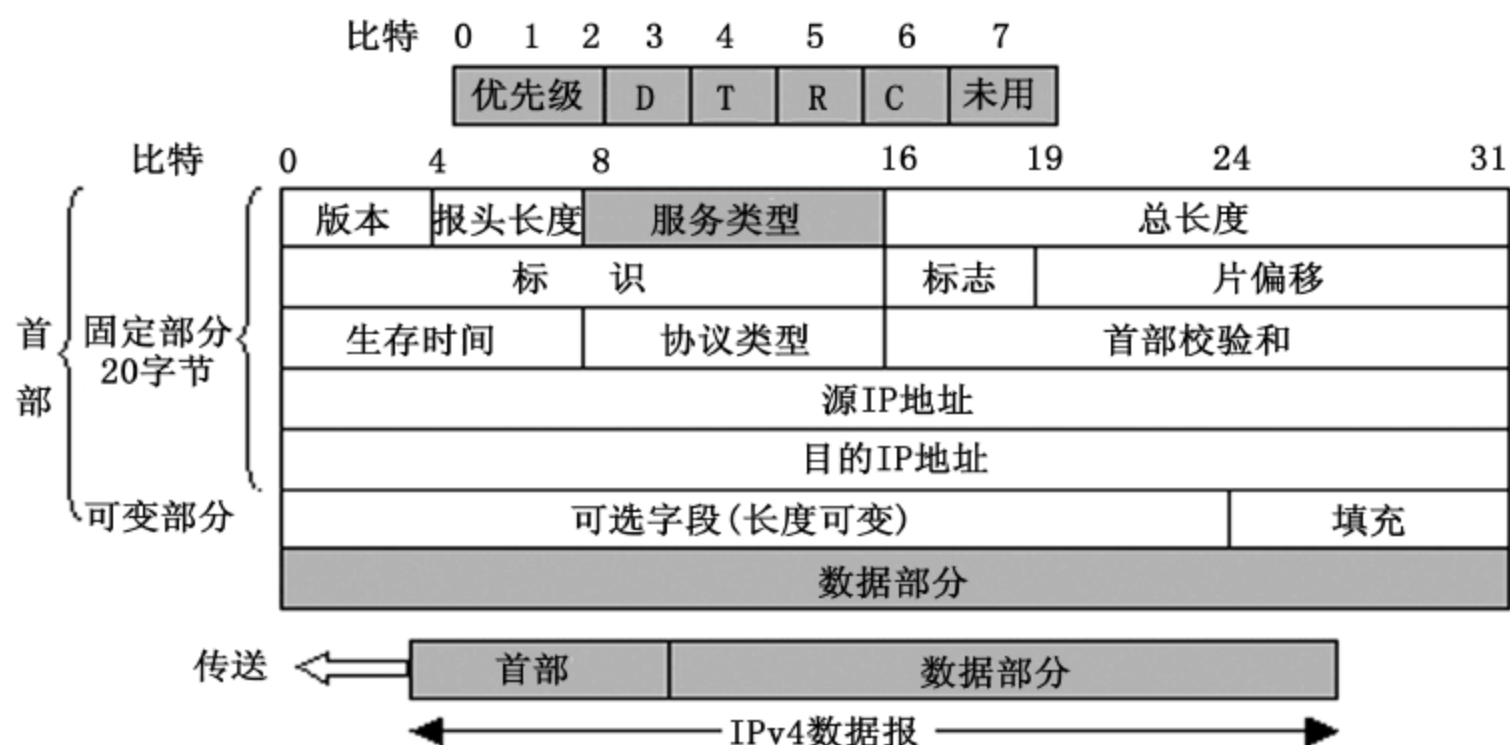 比特 0 1 2 3 4 5 6 7
优先级 D T R C 未用
比特 0 4 8 16 19 24 31
版本 报头长度 服务类型 总长度
标 识 标志 片偏移
首部
固定部分
20字节
生存时间 协议类型 首部校验和
源IP地址
目的IP地址
可变部分 可选字段(长度可变) 填充
数据部分
传送 首部 数据部分
IPv4数据报